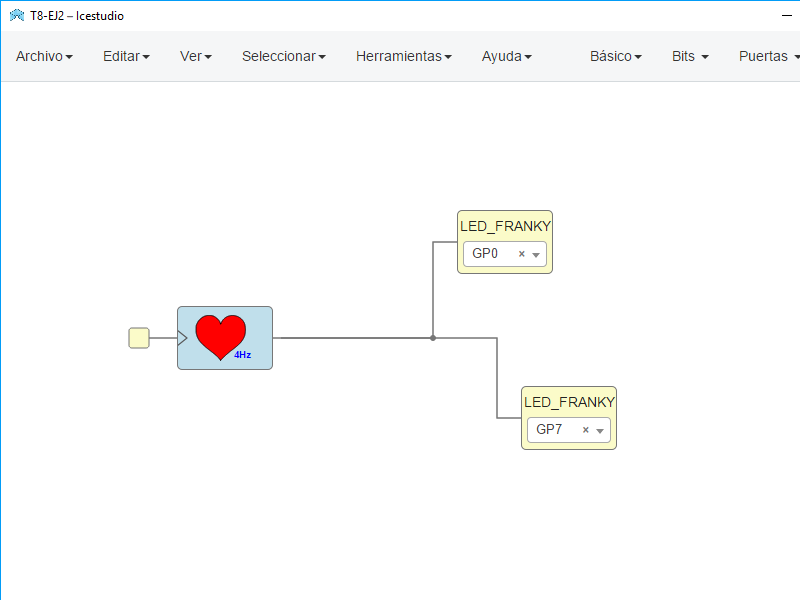 T8-EJ2 – Icestudio
Archivo Editar Ver Seleccionar Herramientas Ayuda Básico Bits Puertas
LED_FRANKY
GP0 ×
4Hz
LED_FRANKY
GP7 ×